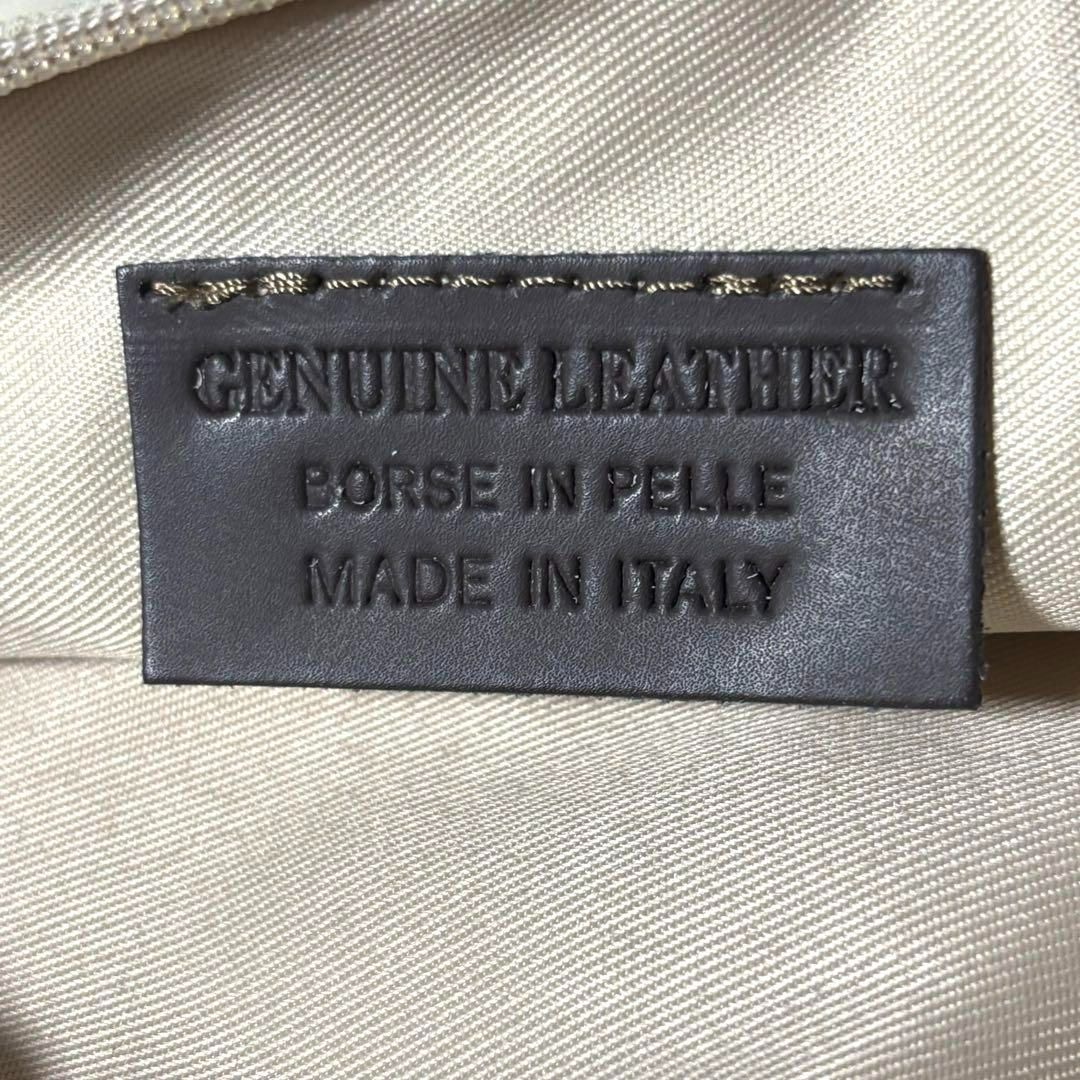 GENUINE LEATHER
BORSE IN PELLE
MADE IN ITALY